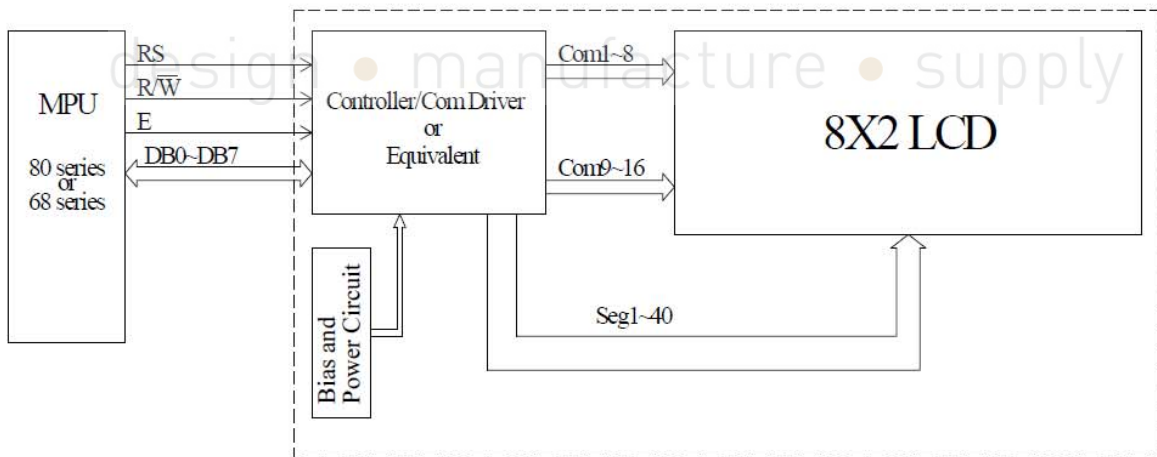 design • manufacture • supply
MPU
80 series
or
68 series
RS
R/W̅
E
DB0~DB7
Controller/Com Driver
or
Equivalent
Bias and
Power Circuit
Com1~8
Com9~16
Seg1~40
8X2 LCD